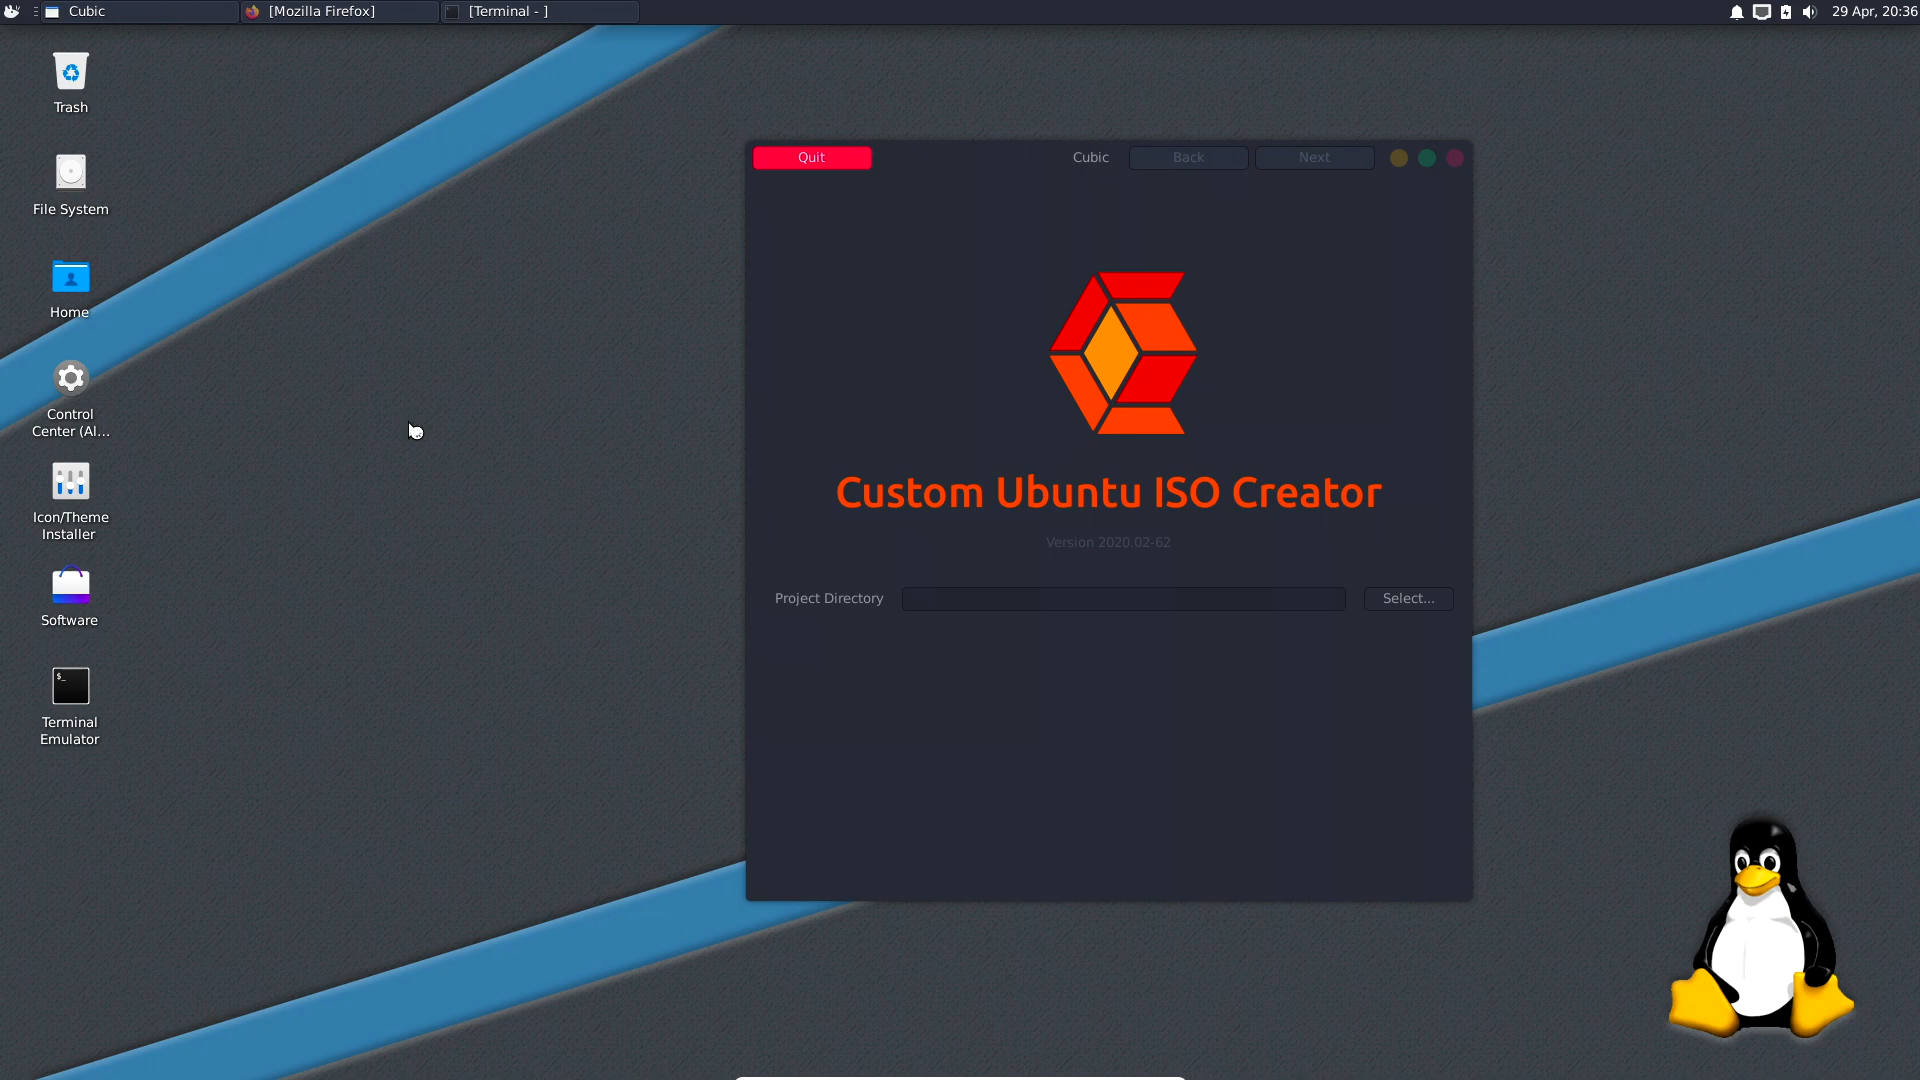 Cubic
[Mozilla Firefox]
[Terminal - ]
29 Apr, 20:36
Trash
File System
Home
Control
Center (Al...
Icon/Theme
Installer
Software
$_
Terminal
Emulator
Quit
Cubic
Back
Next
Custom Ubuntu ISO Creator
Version 2020.02-62
Project Directory
Select...